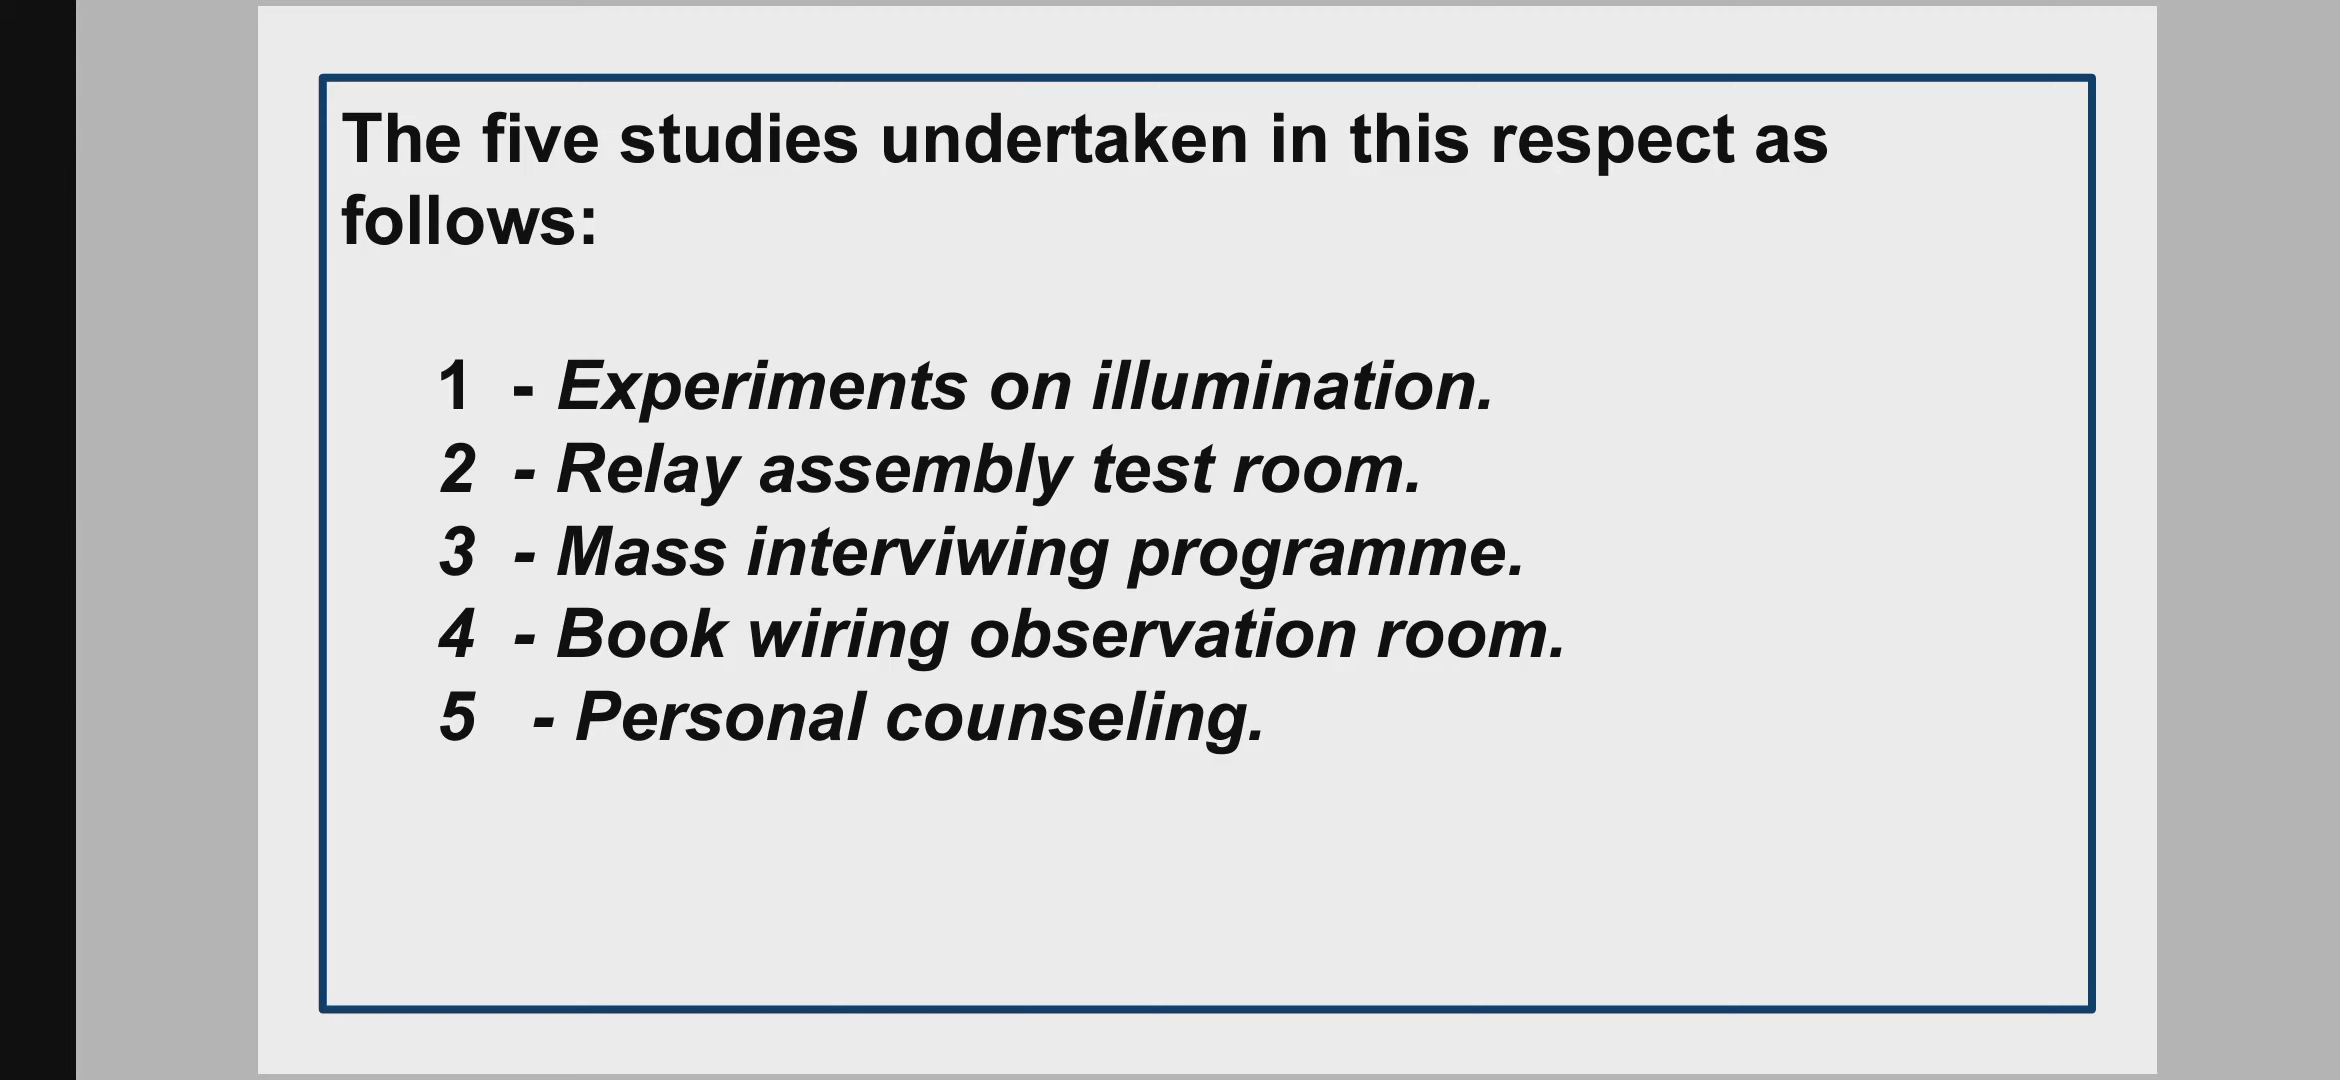 The five studies undertaken in this respect as
follows:
1 - Experiments on illumination.
2 - Relay assembly test room.
3 - Mass interviwing programme.
4 - Book wiring observation room.
5 - Personal counseling.